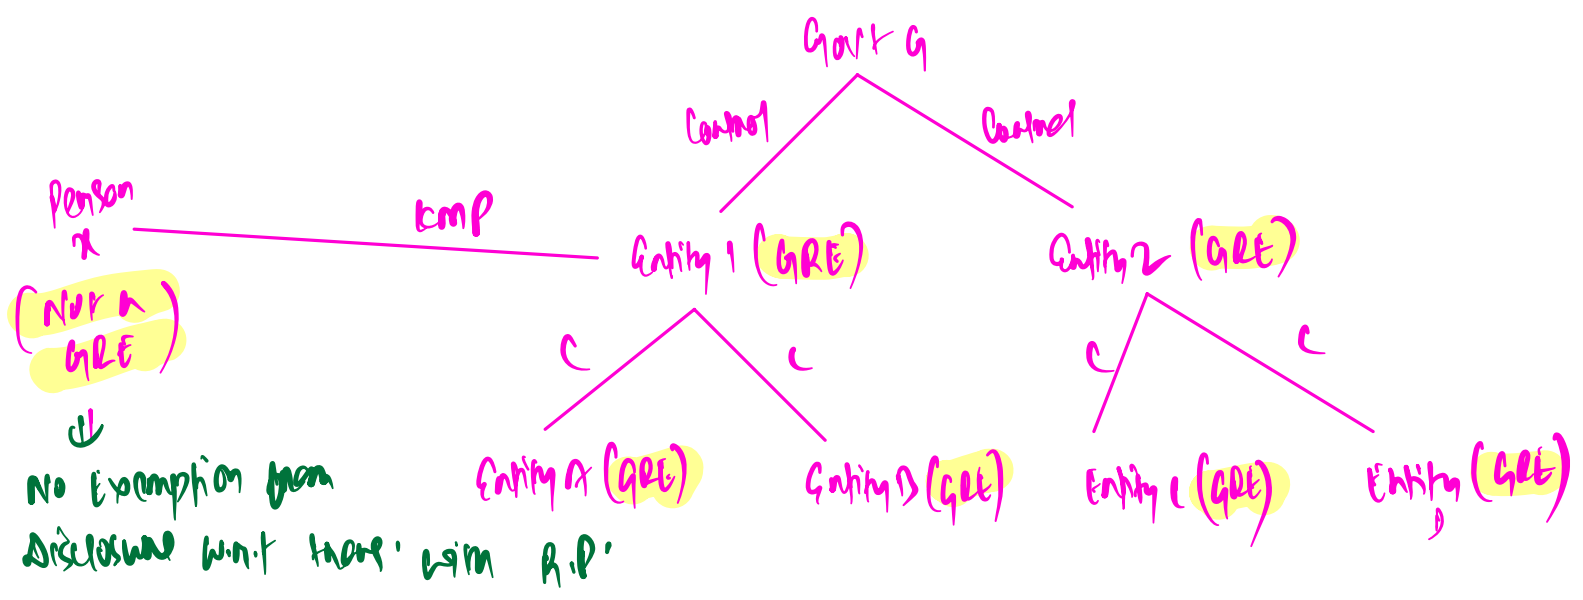 Govt G
Control
Control
Person
X
KMP
Entity 1 (GRE)
Entity 2 (GRE)
(Not a
GRE)
C
C
C
C
Entity A (GRE)
Entity B (GRE)
Entity C (GRE)
Entity D (GRE)
No Exemption from
Disclosure w.r.t trans. with R.P.